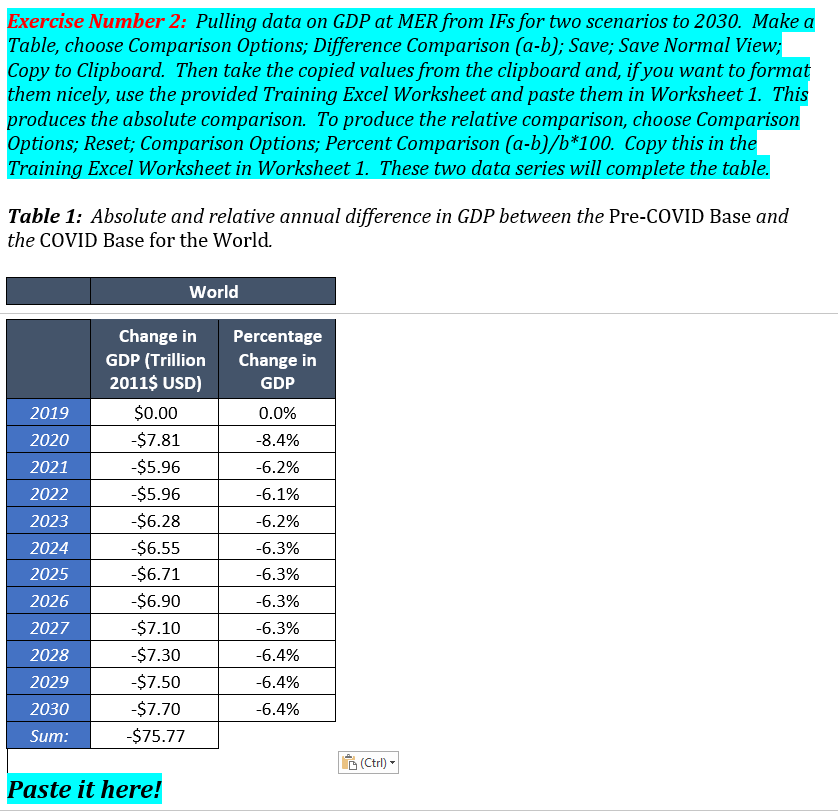 Exercise Number 2: Pulling data on GDP at MER from IFs for two scenarios to 2030. Make a
Table, choose Comparison Options; Difference Comparison (a-b); Save; Save Normal View;
Copy to Clipboard. Then take the copied values from the clipboard and, if you want to format
them nicely, use the provided Training Excel Worksheet and paste them in Worksheet 1. This
produces the absolute comparison. To produce the relative comparison, choose Comparison
Options; Reset; Comparison Options; Percent Comparison (a-b)/b*100. Copy this in the
Training Excel Worksheet in Worksheet 1. These two data series will complete the table.
Table 1: Absolute and relative annual difference in GDP between the Pre-COVID Base and
the COVID Base for the World.
World
Change in Percentage
GDP (Trillion Change in
2011$ USD) GDP
2019 $0.00 0.0%
2020 -$7.81 -8.4%
2021 -$5.96 -6.2%
2022 -$5.96 -6.1%
2023 -$6.28 -6.2%
2024 -$6.55 -6.3%
2025 -$6.71 -6.3%
2026 -$6.90 -6.3%
2027 -$7.10 -6.3%
2028 -$7.30 -6.4%
2029 -$7.50 -6.4%
2030 -$7.70 -6.4%
Sum: -$75.77
(Ctrl)
Paste it here!